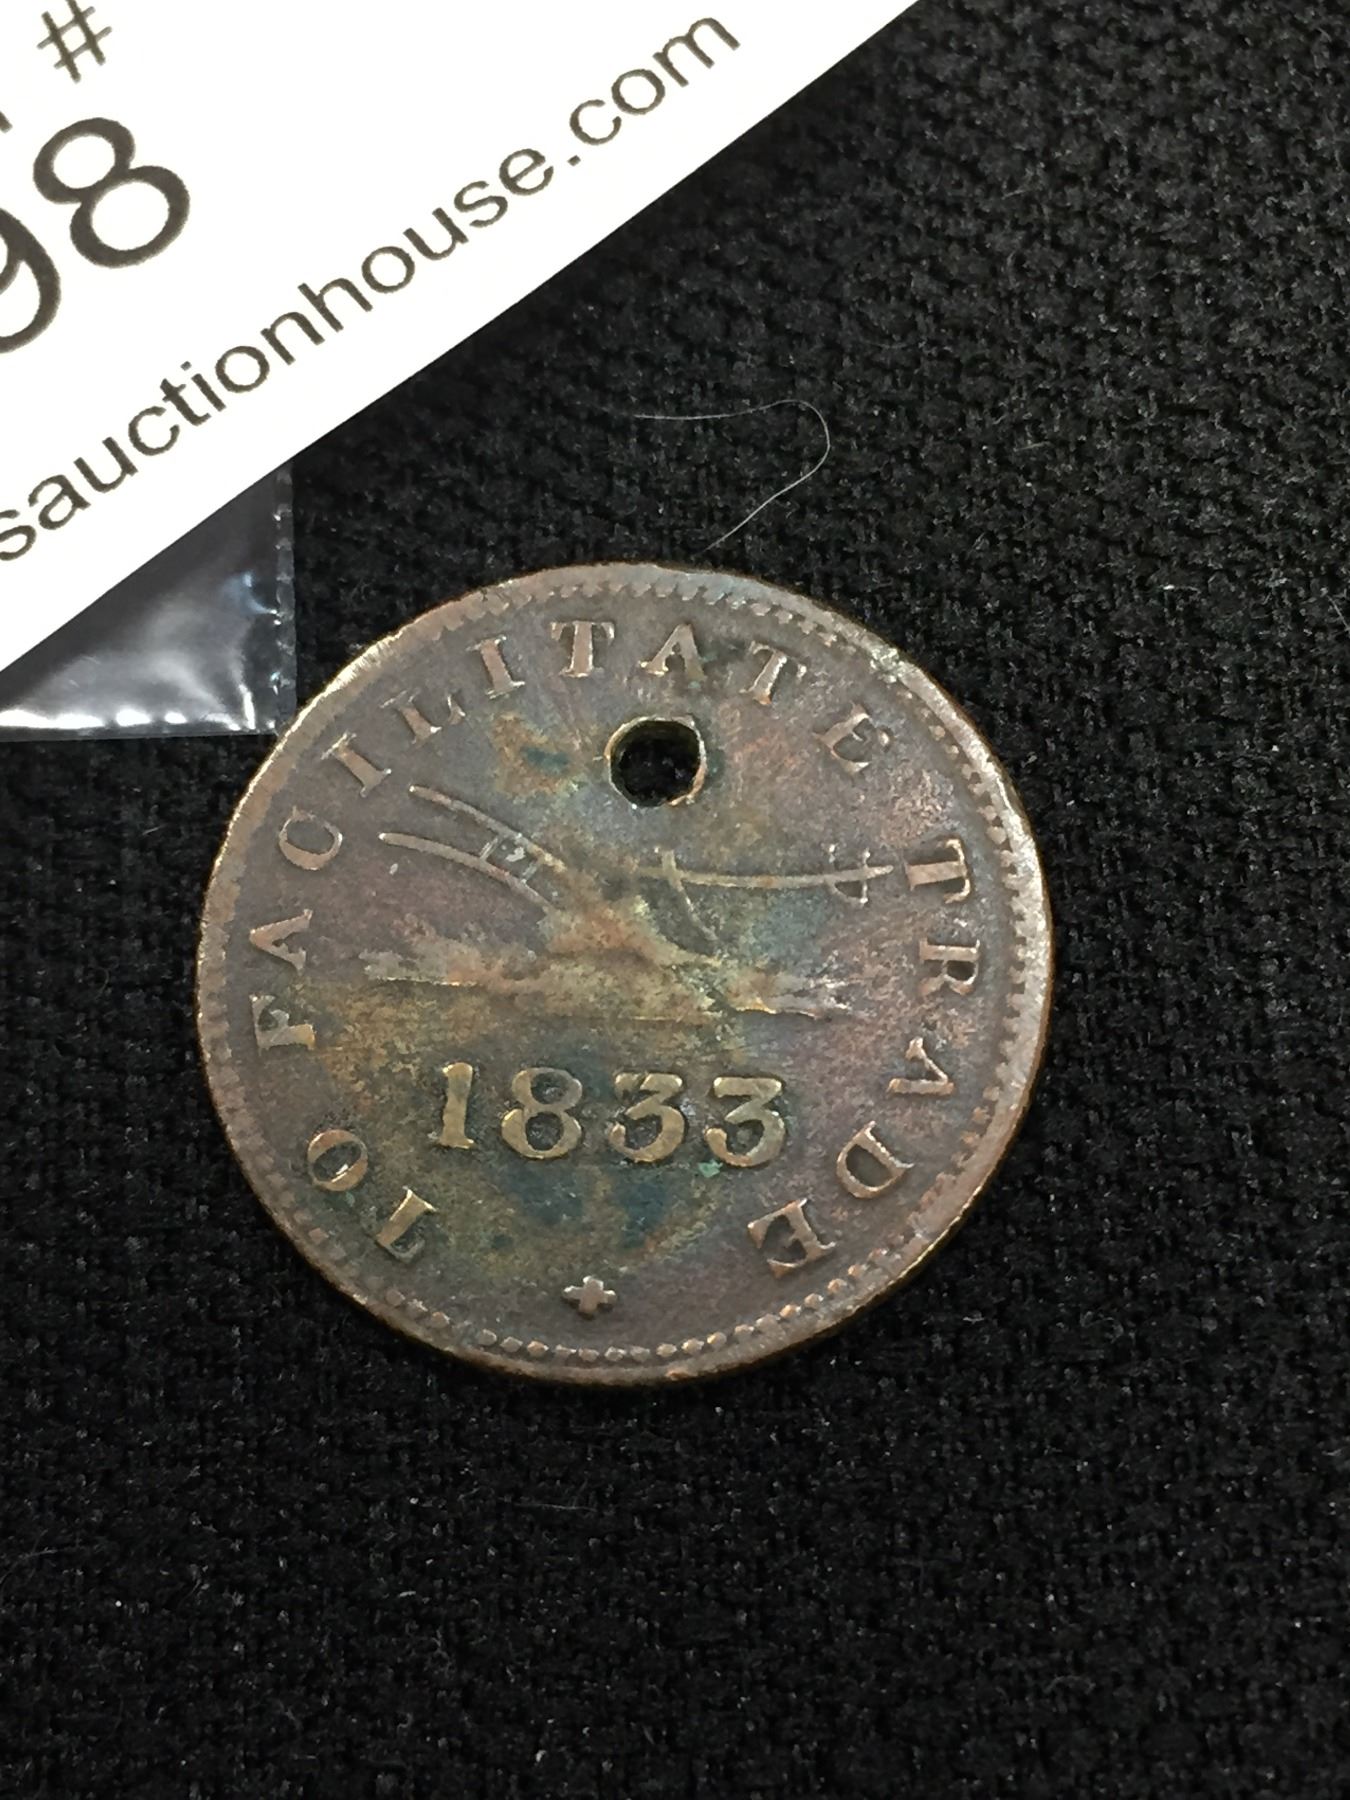 #
98
sauctionhouse.com
TO FACILITATE TRADE
1833